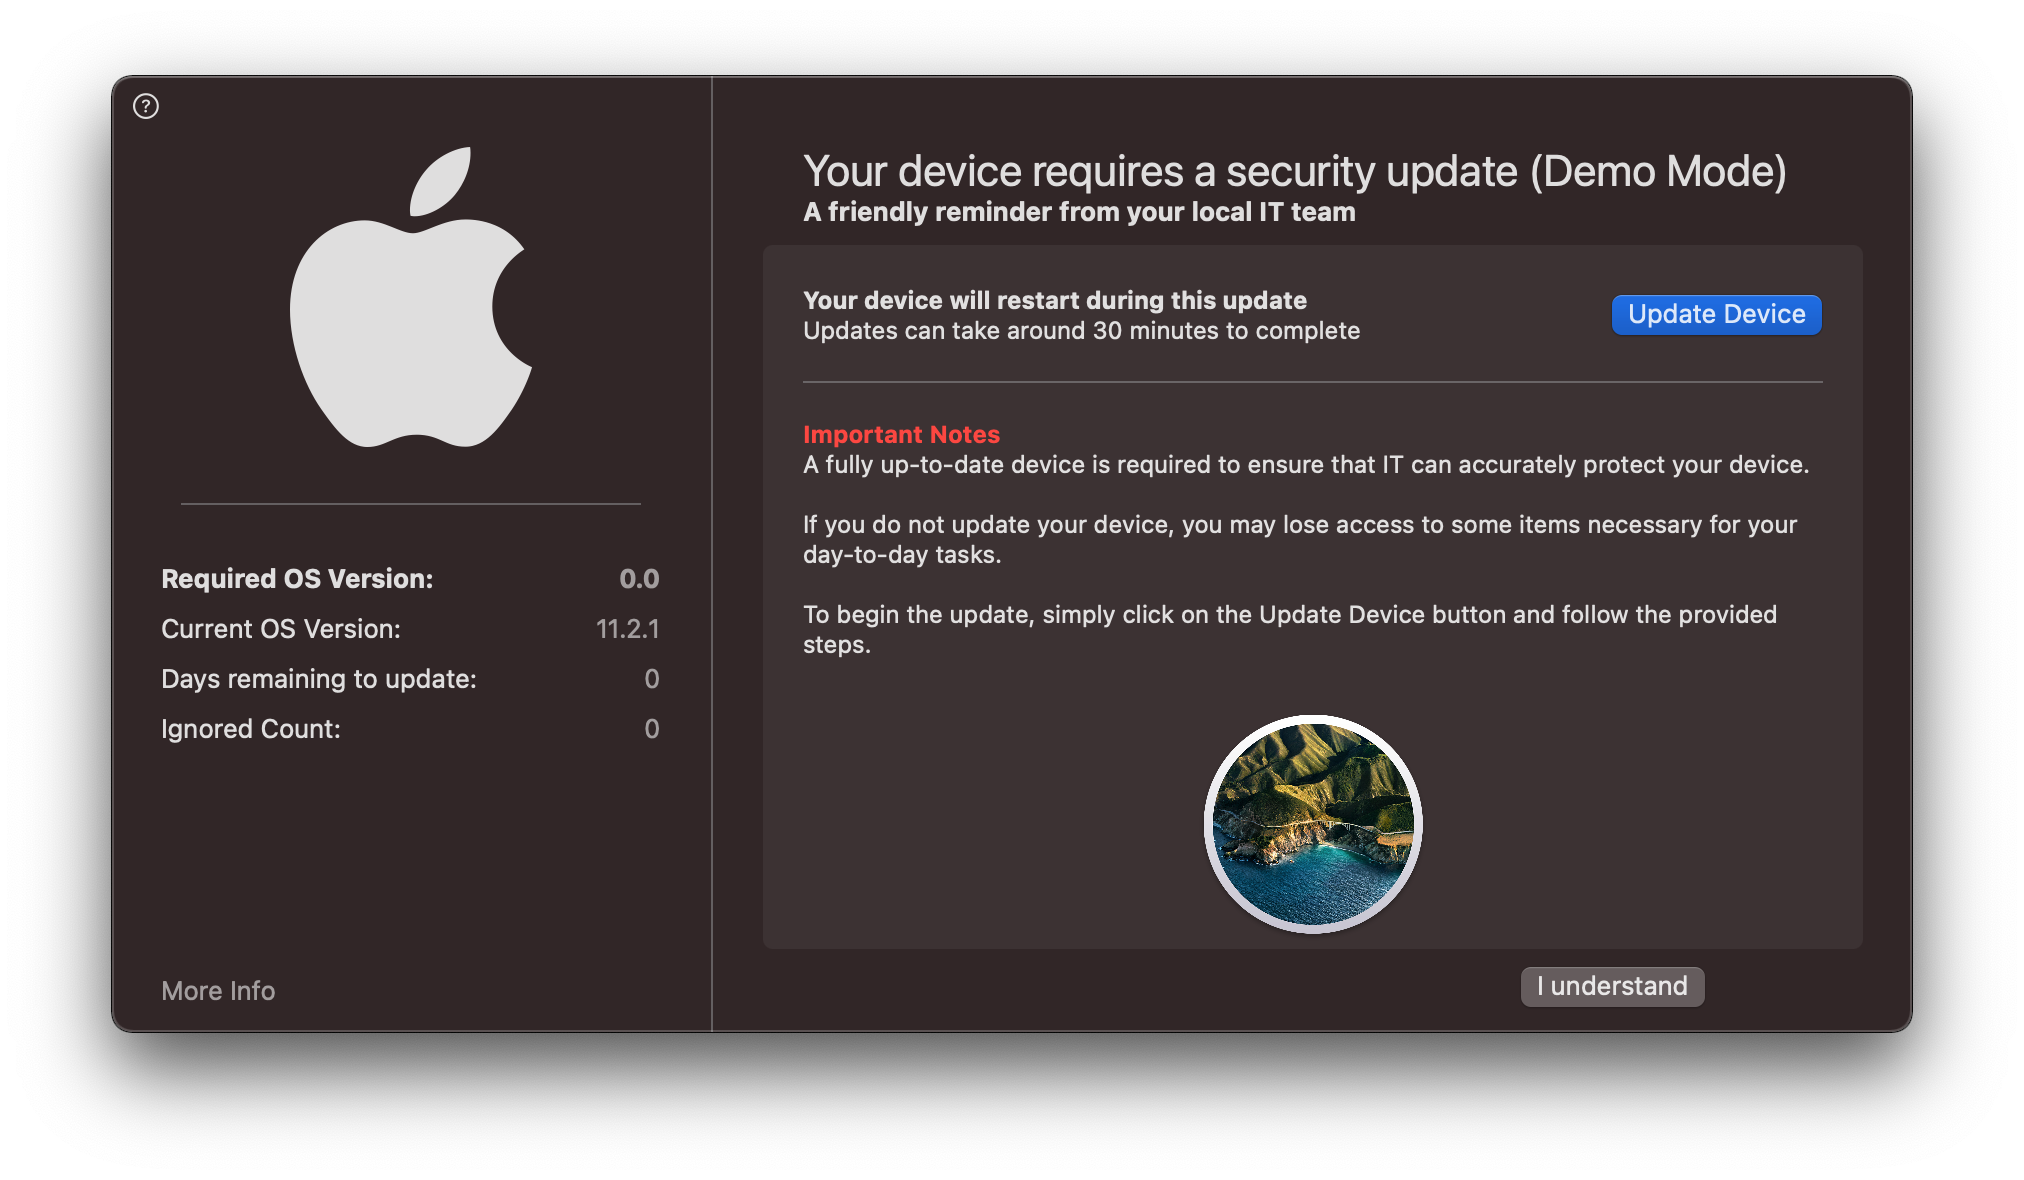 ?
Required OS Version: 0.0
Current OS Version: 11.2.1
Days remaining to update: 0
Ignored Count: 0
More Info
Your device requires a security update (Demo Mode)
A friendly reminder from your local IT team
Your device will restart during this update
Updates can take around 30 minutes to complete
Update Device
Important Notes
A fully up-to-date device is required to ensure that IT can accurately protect your device.
If you do not update your device, you may lose access to some items necessary for your
day-to-day tasks.
To begin the update, simply click on the Update Device button and follow the provided
steps.
I understand